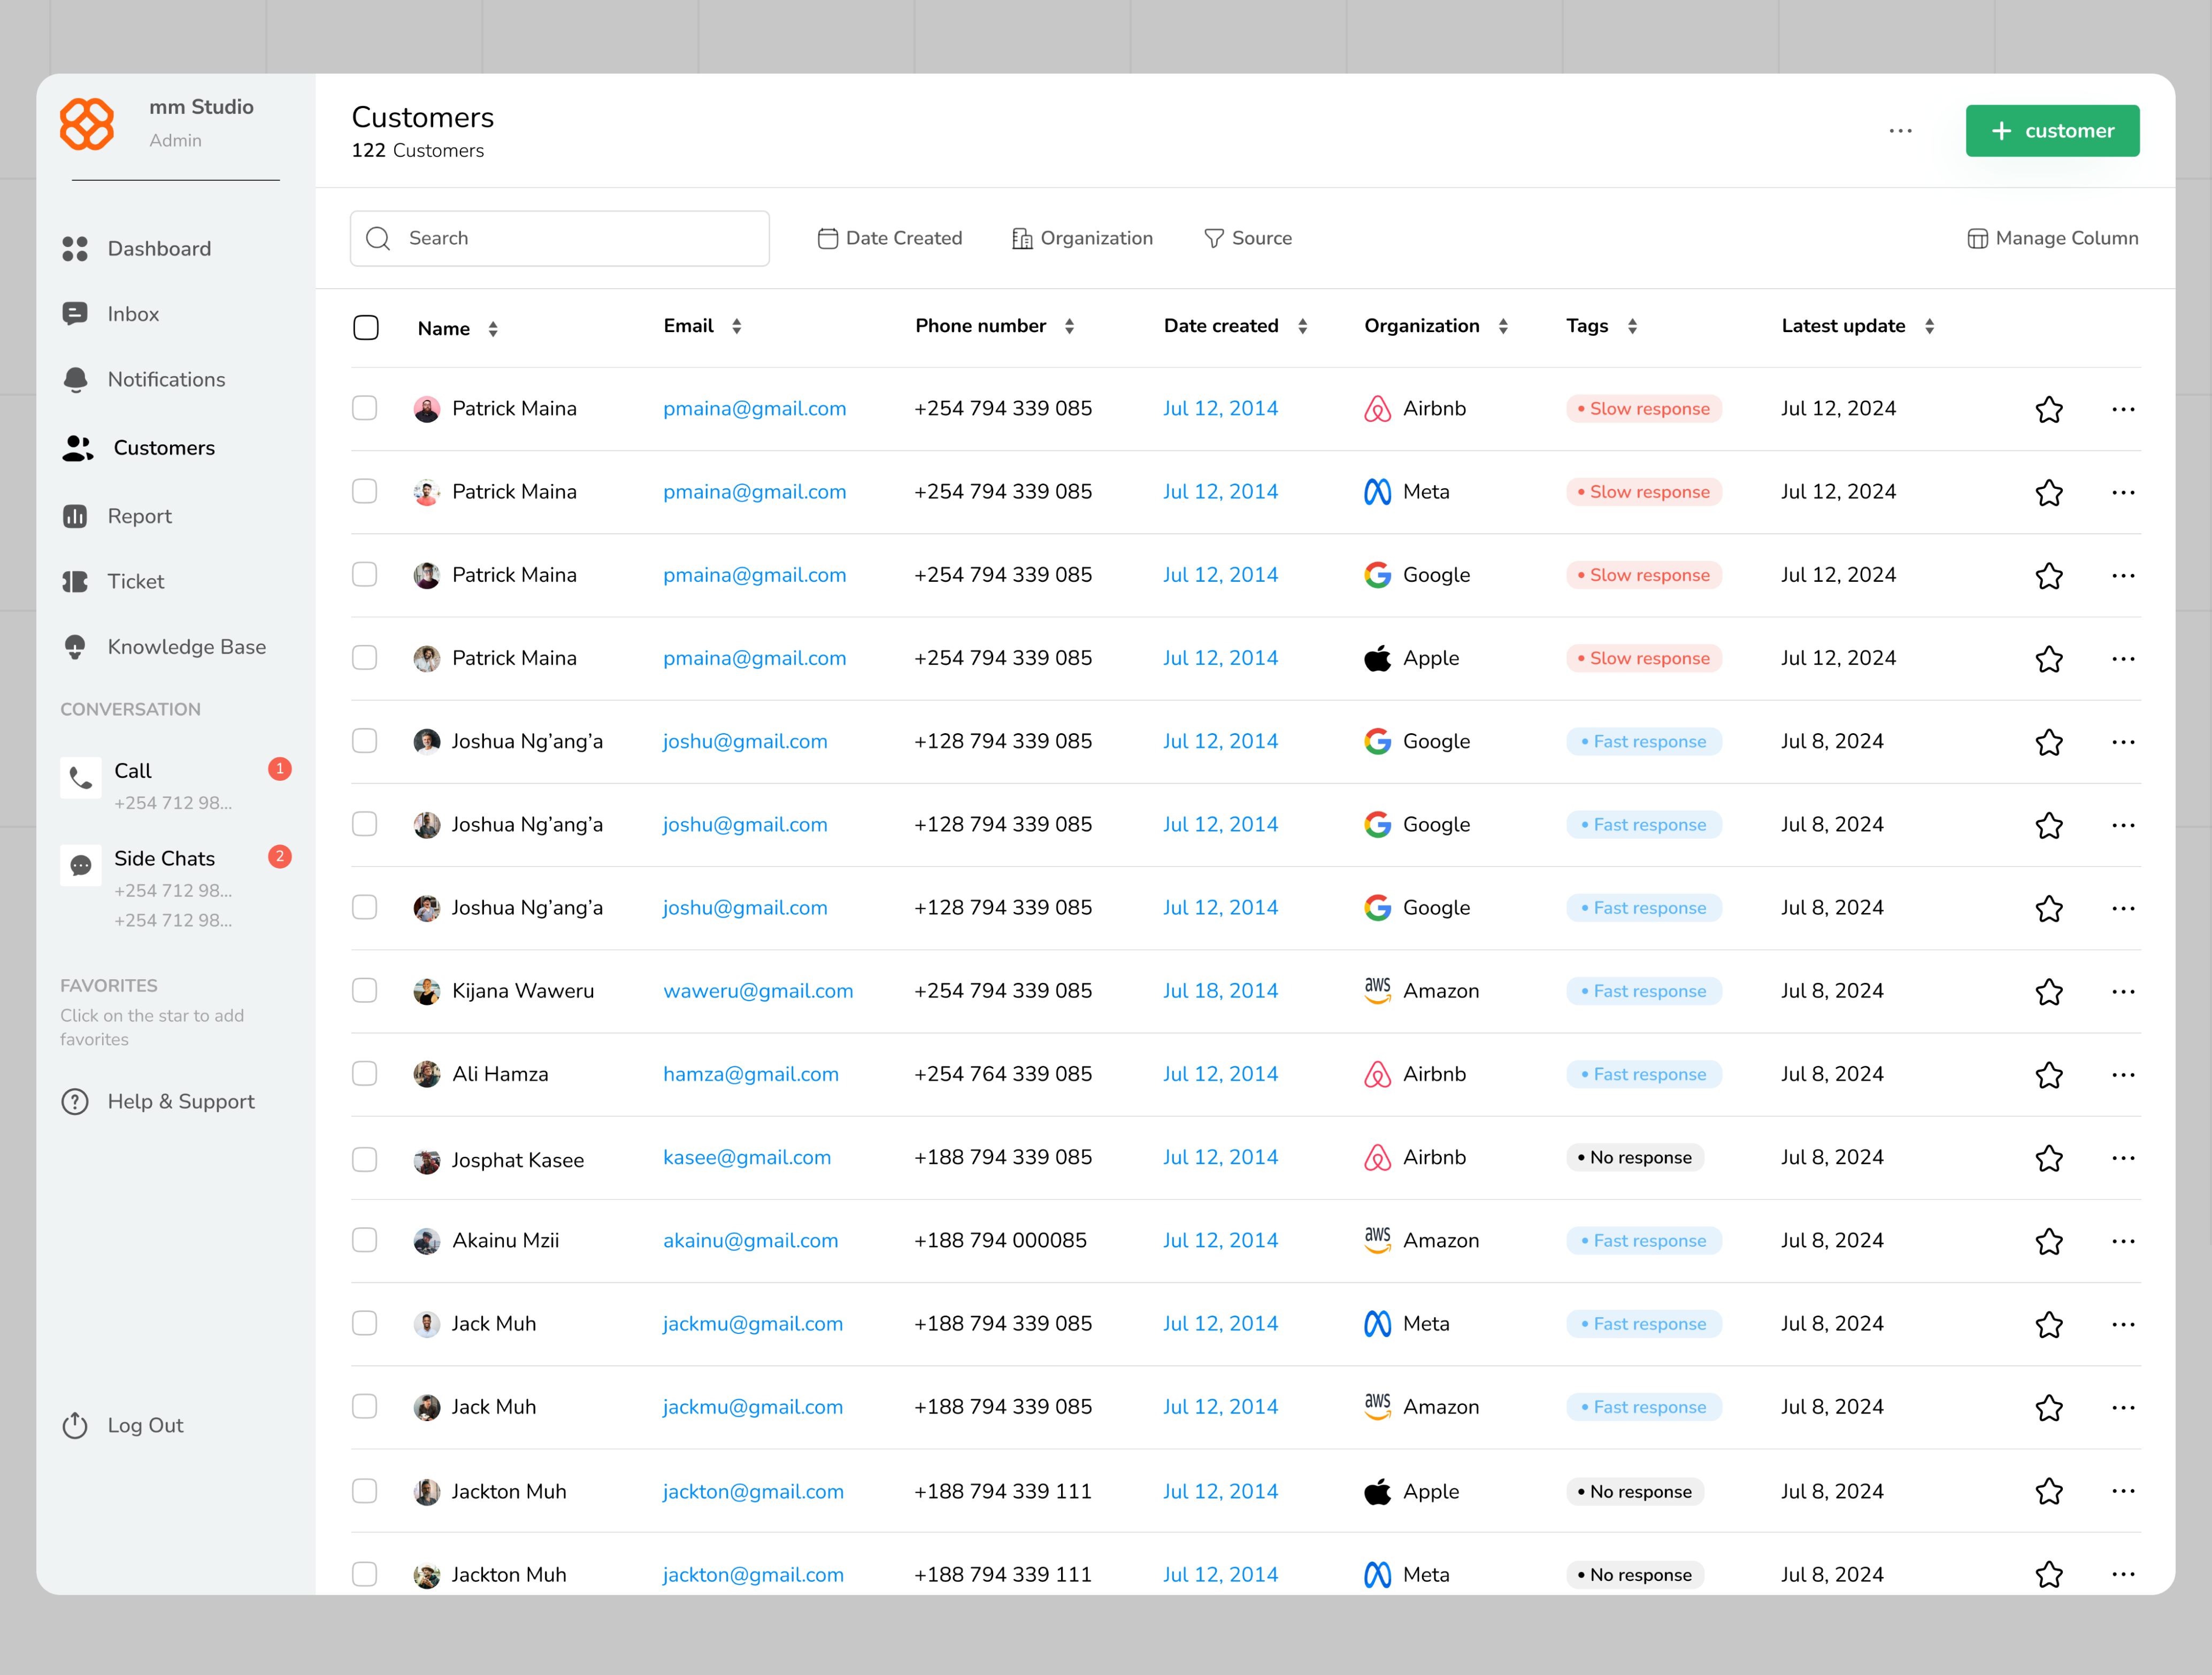 mm Studio
Admin
Dashboard
Inbox
Notifications
Customers
Report
Ticket
Knowledge Base
CONVERSATION
Call 1
+254 712 98...
Side Chats 2
+254 712 98...
+254 712 98...
FAVORITES
Click on the star to add
favorites
Help & Support
Log Out
Customers
122 Customers
customer
Search Date Created Organization Source Manage Column
Name Email Phone number Date created Organization Tags Latest update
Patrick Maina pmaina@gmail.com +254 794 339 085 Jul 12, 2014 Airbnb Slow response Jul 12, 2024
Patrick Maina pmaina@gmail.com +254 794 339 085 Jul 12, 2014 Meta Slow response Jul 12, 2024
Patrick Maina pmaina@gmail.com +254 794 339 085 Jul 12, 2014 Google Slow response Jul 12, 2024
Patrick Maina pmaina@gmail.com +254 794 339 085 Jul 12, 2014 Apple Slow response Jul 12, 2024
Joshua Ng’ang’a joshu@gmail.com +128 794 339 085 Jul 12, 2014 Google Fast response Jul 8, 2024
Joshua Ng’ang’a joshu@gmail.com +128 794 339 085 Jul 12, 2014 Google Fast response Jul 8, 2024
Joshua Ng’ang’a joshu@gmail.com +128 794 339 085 Jul 12, 2014 Google Fast response Jul 8, 2024
Kijana Waweru waweru@gmail.com +254 794 339 085 Jul 18, 2014 aws Amazon Fast response Jul 8, 2024
Ali Hamza hamza@gmail.com +254 764 339 085 Jul 12, 2014 Airbnb Fast response Jul 8, 2024
Josphat Kasee kasee@gmail.com +188 794 339 085 Jul 12, 2014 Airbnb No response Jul 8, 2024
Akainu Mzii akainu@gmail.com +188 794 000085 Jul 12, 2014 aws Amazon Fast response Jul 8, 2024
Jack Muh jackmu@gmail.com +188 794 339 085 Jul 12, 2014 Meta Fast response Jul 8, 2024
Jack Muh jackmu@gmail.com +188 794 339 085 Jul 12, 2014 aws Amazon Fast response Jul 8, 2024
Jackton Muh jackton@gmail.com +188 794 339 111 Jul 12, 2014 Apple No response Jul 8, 2024
Jackton Muh jackton@gmail.com +188 794 339 111 Jul 12, 2014 Meta No response Jul 8, 2024